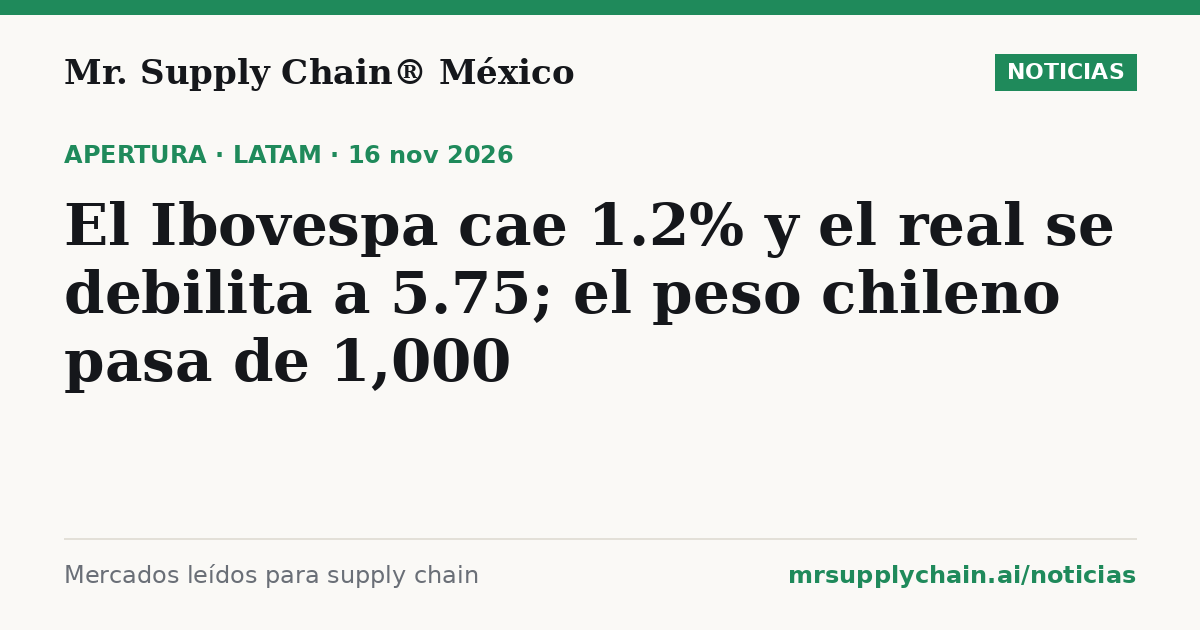 Mr. Supply Chain® México
NOTICIAS
APERTURA · LATAM · 16 nov 2026
El Ibovespa cae 1.2% y el real se
debilita a 5.75; el peso chileno
pasa de 1,000
Mercados leídos para supply chain
mrsupplychain.ai/noticias